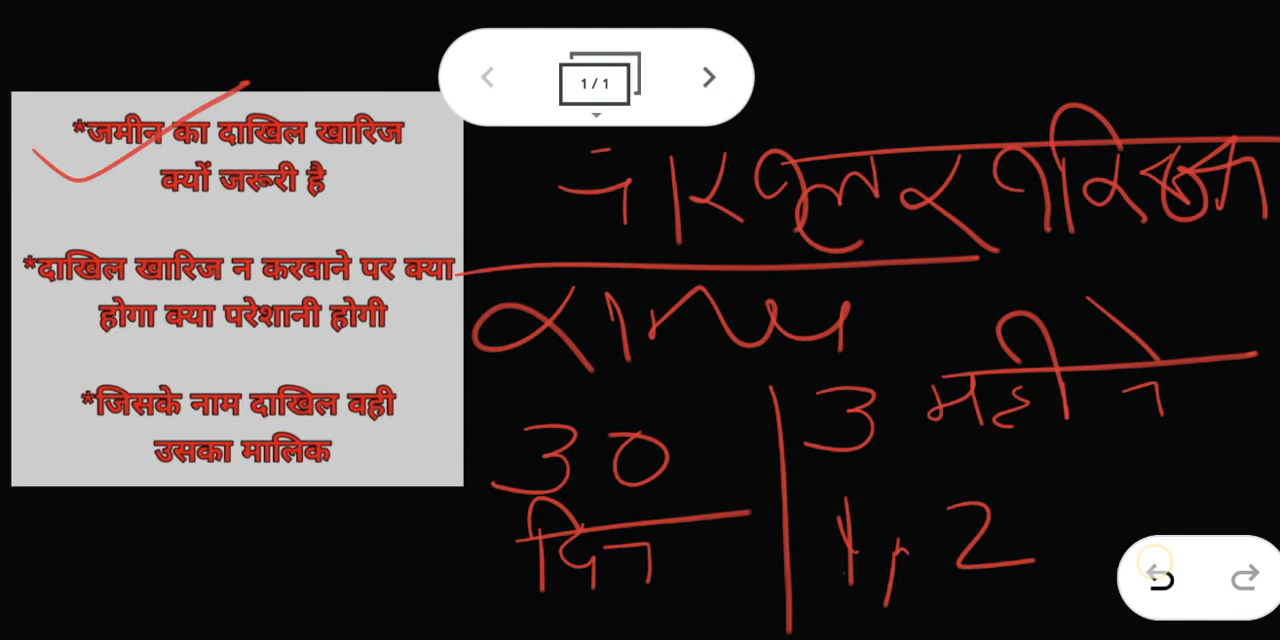 *जमीन का दाखिल खारिज
क्यों जरूरी है
*दाखिल खारिज न करवाने पर क्या
होगा क्या परेशानी होगी
*जिसके नाम दाखिल वही
उसका मालिक
1/1
30
दिन
3 महीने
1, 2